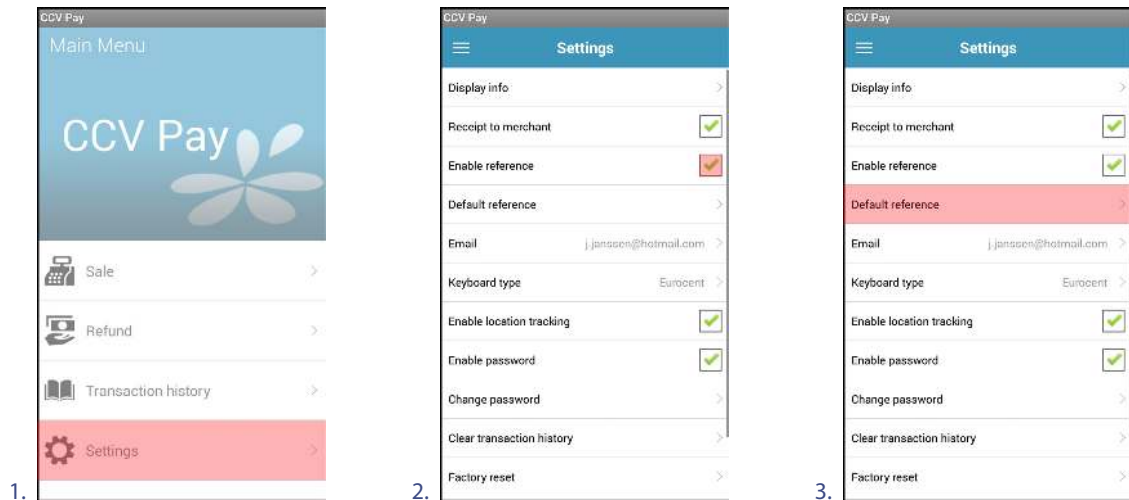 CCV Pay
Main Menu
CCV Pay
Sale
Refund
Transaction history
Settings
1.
CCV Pay
Settings
Display info
Receipt to merchant
Enable reference
Default reference
Email j.janssen@hotmail.com
Keyboard type Eurocent
Enable location tracking
Enable password
Change password
Clear transaction history
Factory reset
2.
CCV Pay
Settings
Display info
Receipt to merchant
Enable reference
Default reference
Email j.janssen@hotmail.com
Keyboard type Eurocent
Enable location tracking
Enable password
Change password
Clear transaction history
Factory reset
3.